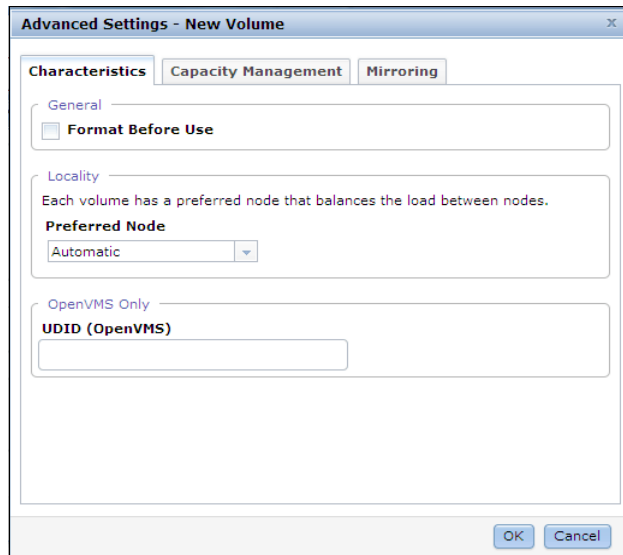 Advanced Settings - New Volume x
Characteristics Capacity Management Mirroring
General
Format Before Use
Locality
Each volume has a preferred node that balances the load between nodes.
Preferred Node
Automatic
OpenVMS Only
UDID (OpenVMS)
OK Cancel